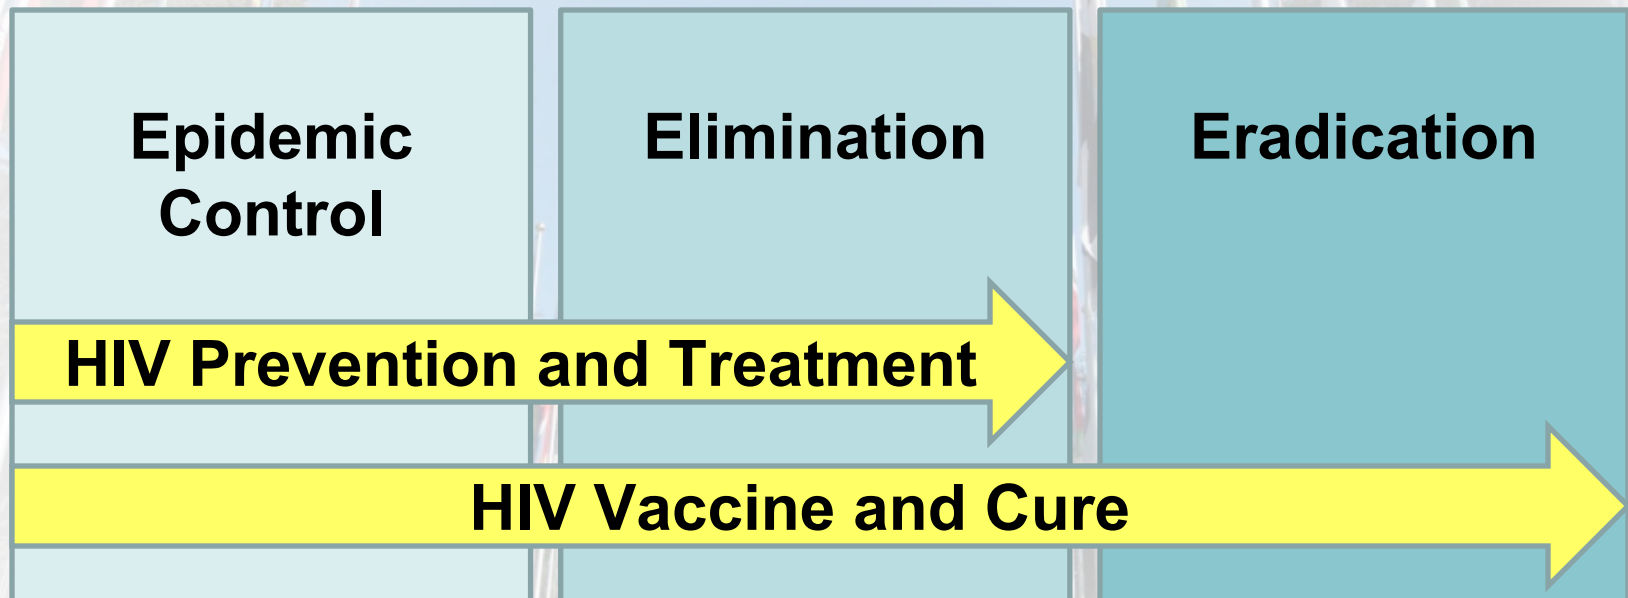 Epidemic
Control
Elimination
Eradication
HIV Prevention and Treatment
HIV Vaccine and Cure